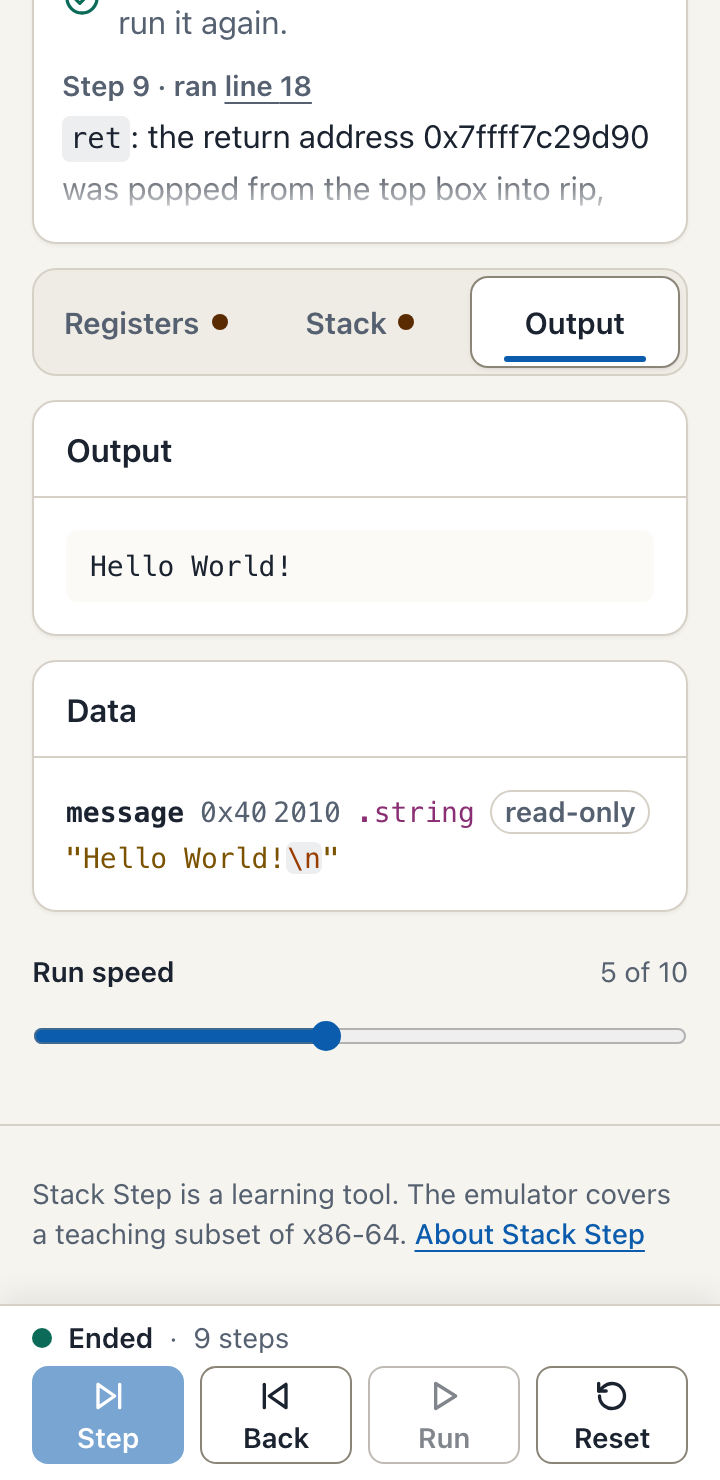 run it again.
Step 9 · ran line 18
ret: the return address 0x7ffff7c29d90
was popped from the top box into rip,
Registers Stack Output
Output
Hello World!
Data
message 0x402010 .string read-only
"Hello World!\n"
Run speed 5 of 10
Stack Step is a learning tool. The emulator covers
a teaching subset of x86-64. About Stack Step
Ended · 9 steps
Step Back Run Reset